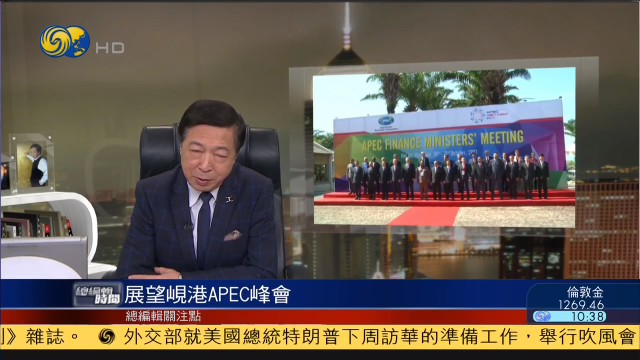 HD
APEC FINANCE MINISTERS' MEETING
總編輯時間
展望峴港APEC峰會
總編輯關注點
倫敦金
1269.46
10:38
》雜誌。
外交部就美國總統特朗普下周訪華的準備工作，舉行吹風會